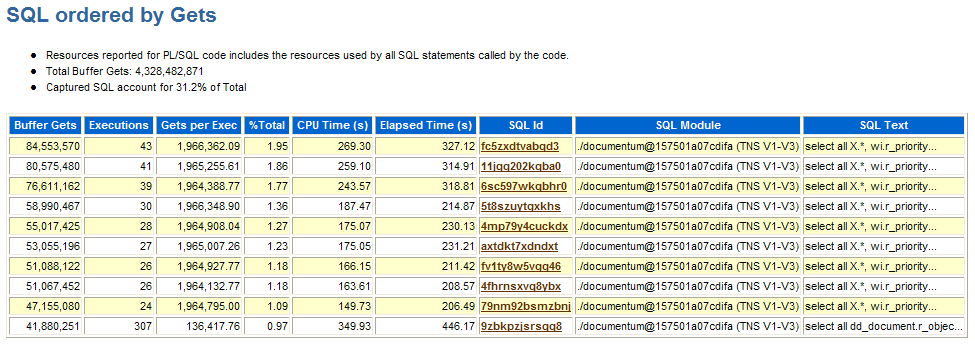 SQL ordered by Gets
Resources reported for PL/SQL code includes the resources used by all SQL statements called by the code.
Total Buffer Gets: 4,328,482,871
Captured SQL account for 31.2% of Total
Buffer Gets Executions Gets per Exec %Total CPU Time (s) Elapsed Time (s) SQL Id SQL Module SQL Text
84,553,570 43 1,966,362.09 1.95 269.30 327.12 fc5zxdtvabqd3 ./documentum@157501a07cdifa (TNS V1-V3) select all X.*, wi.r_priority...
80,575,480 41 1,965,255.61 1.86 259.10 314.91 11jgq202kqba0 ./documentum@157501a07cdifa (TNS V1-V3) select all X.*, wi.r_priority...
76,611,162 39 1,964,388.77 1.77 243.57 318.81 6sc597wkqbhr0 ./documentum@157501a07cdifa (TNS V1-V3) select all X.*, wi.r_priority...
58,990,467 30 1,966,348.90 1.36 187.47 214.87 5t8szuytqxkhs ./documentum@157501a07cdifa (TNS V1-V3) select all X.*, wi.r_priority...
55,017,425 28 1,964,908.04 1.27 175.07 230.13 4mp79y4cuckdx ./documentum@157501a07cdifa (TNS V1-V3) select all X.*, wi.r_priority...
53,055,196 27 1,965,007.26 1.23 175.05 231.21 axtdkt7xdndxt ./documentum@157501a07cdifa (TNS V1-V3) select all X.*, wi.r_priority...
51,088,122 26 1,964,927.77 1.18 166.15 211.42 fv1ty8w5vqg46 ./documentum@157501a07cdifa (TNS V1-V3) select all X.*, wi.r_priority...
51,067,452 26 1,964,132.77 1.18 163.61 208.57 4fhrnsxvq8ybx ./documentum@157501a07cdifa (TNS V1-V3) select all X.*, wi.r_priority...
47,155,080 24 1,964,795.00 1.09 149.73 206.49 79nm92bsmzbnj ./documentum@157501a07cdifa (TNS V1-V3) select all X.*, wi.r_priority...
41,880,251 307 136,417.76 0.97 349.93 446.17 9zbkpzjsrsqq8 ./documentum@157501a07cdifa (TNS V1-V3) select all dd_document.r_objec...